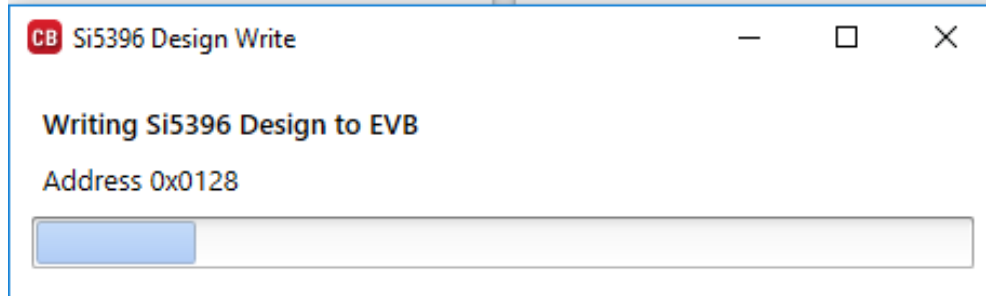 CB Si5396 Design Write
Writing Si5396 Design to EVB
Address 0x0128